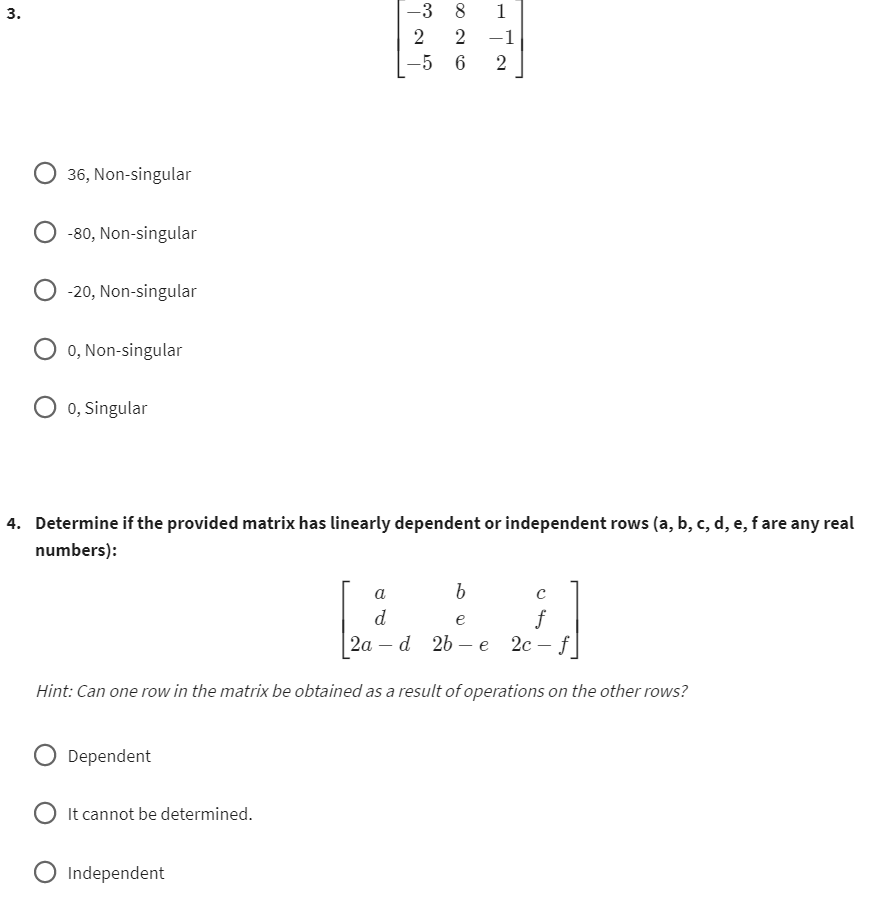 3.
−3 8 1
2 2 −1
−5 6 2
36, Non-singular
-80, Non-singular
-20, Non-singular
0, Non-singular
0, Singular
4. Determine if the provided matrix has linearly dependent or independent rows (a, b, c, d, e, f are any real
numbers):
a b c
d e f
2a − d 2b − e 2c − f
Hint: Can one row in the matrix be obtained as a result of operations on the other rows?
Dependent
It cannot be determined.
Independent